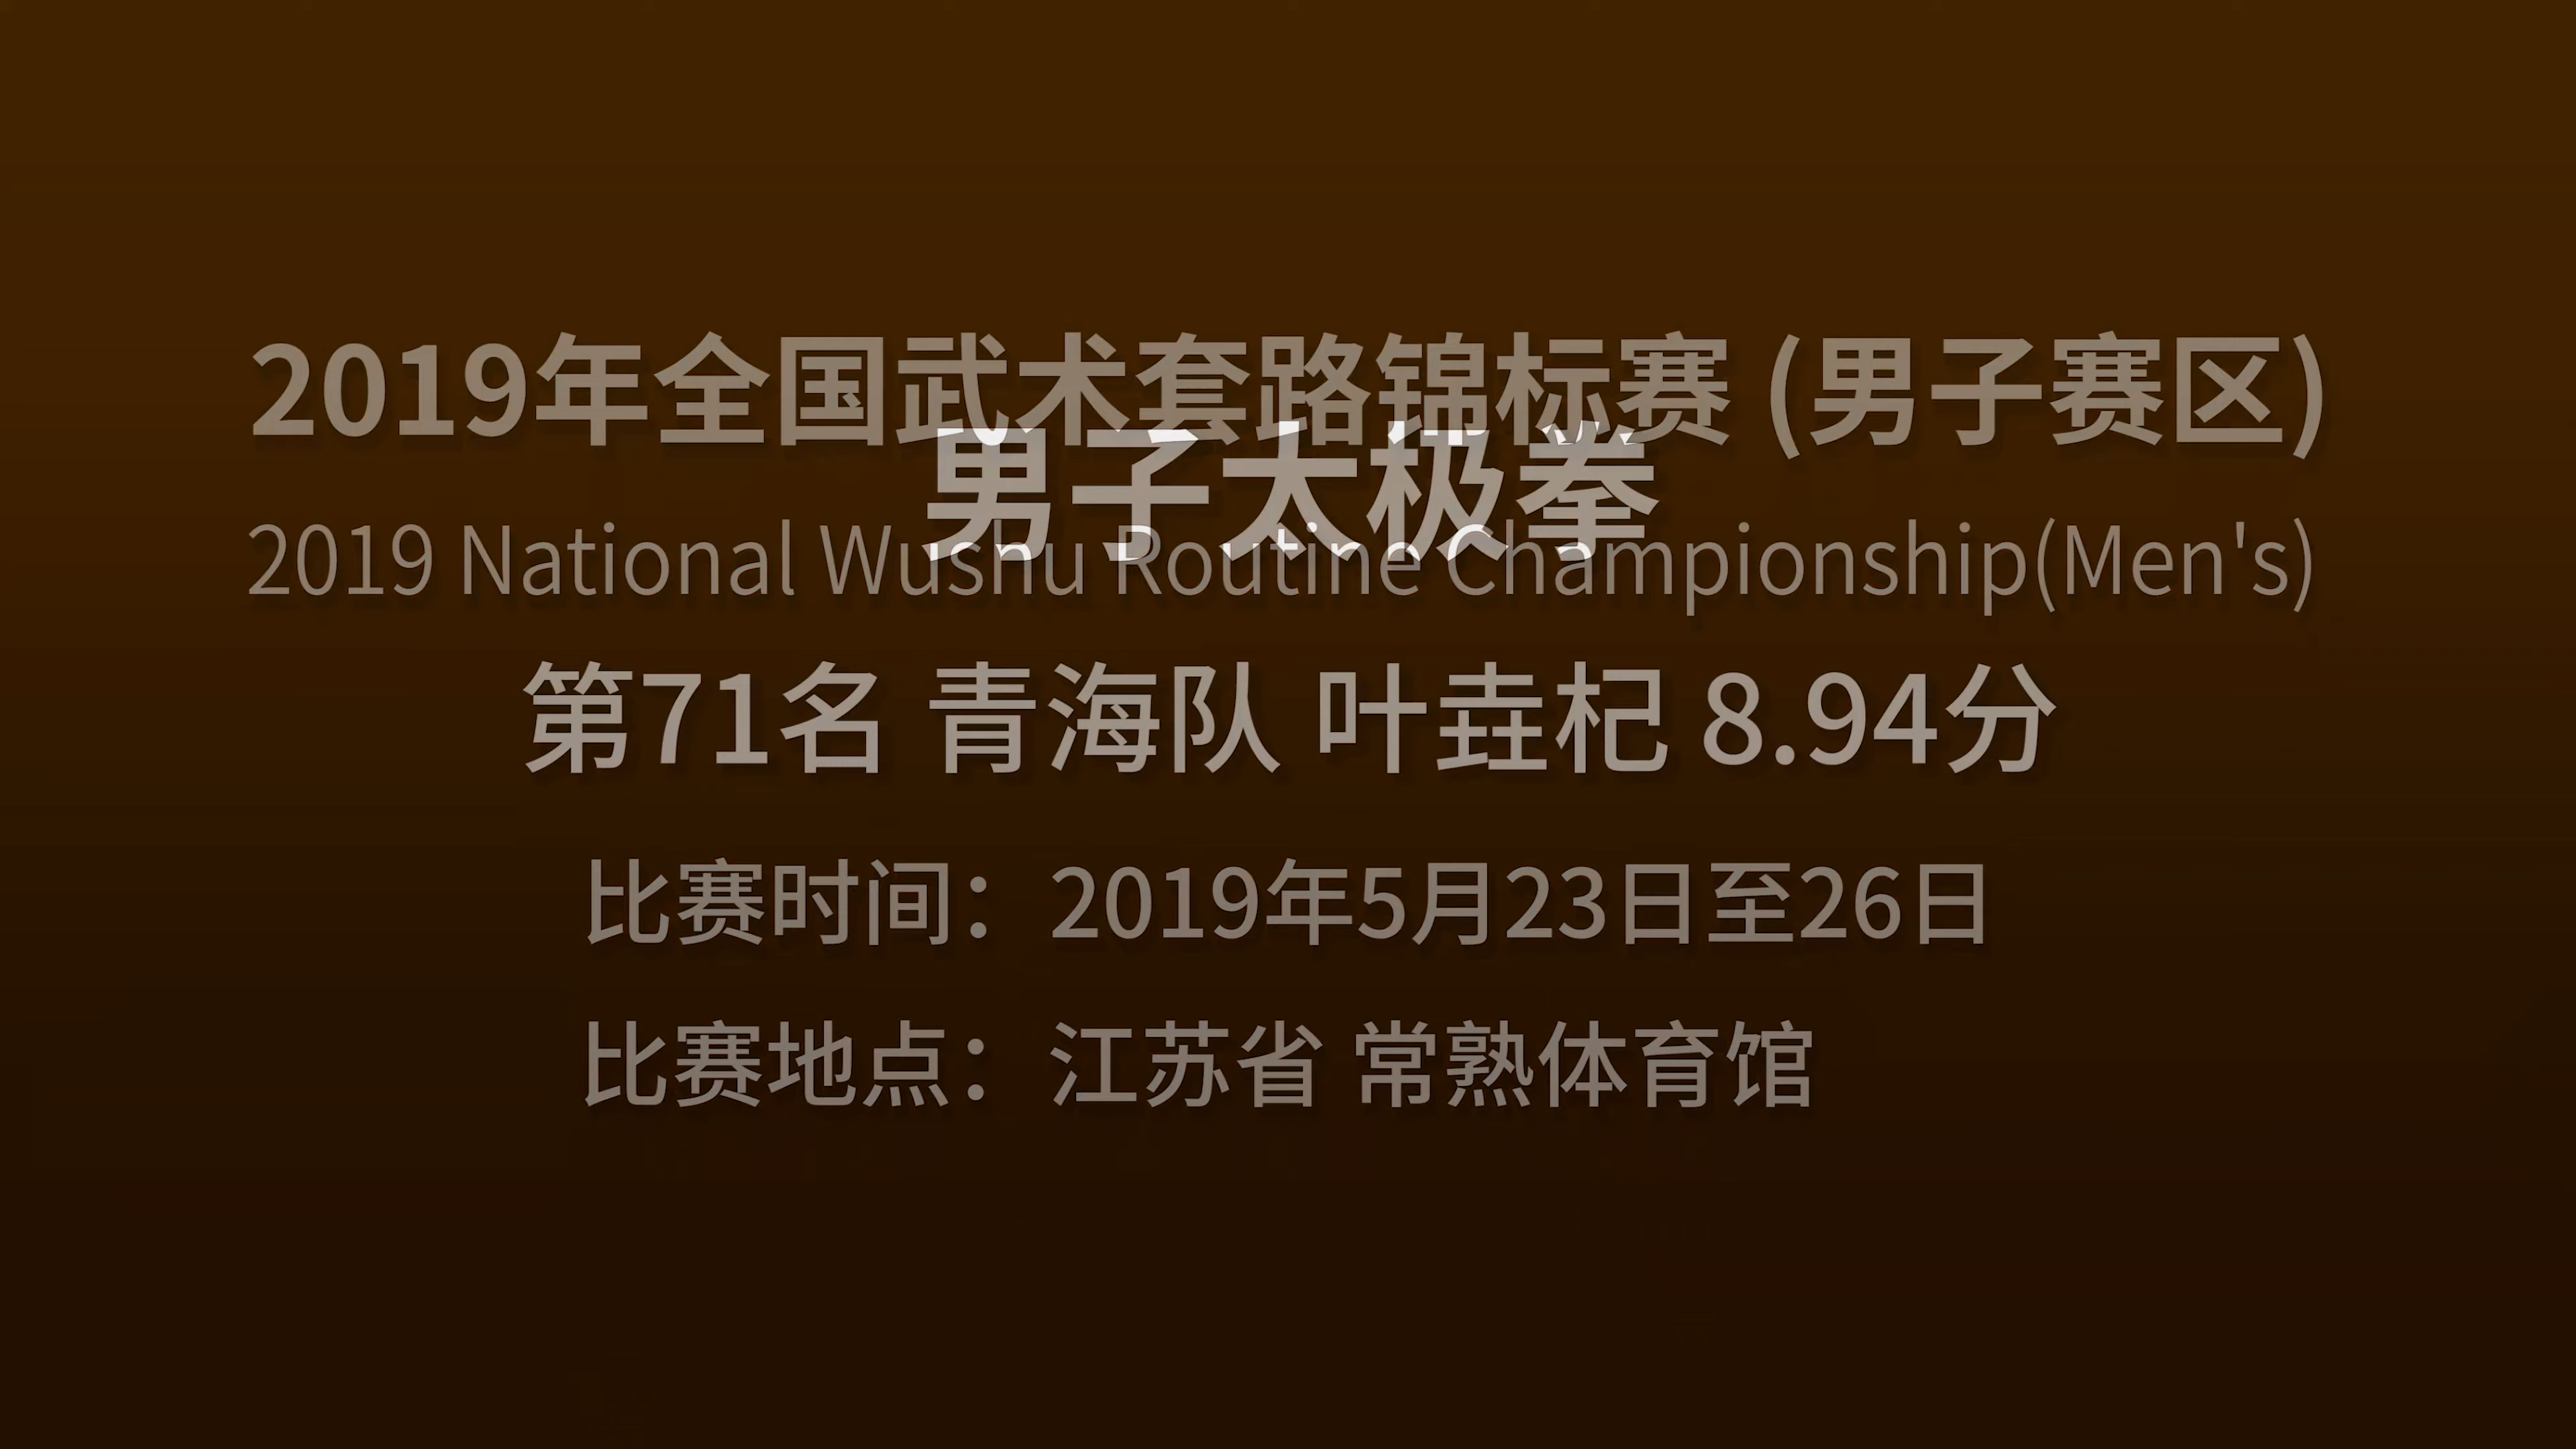 2019年全国武术套路锦标赛 (男子赛区)
男子太极拳
2019 National Wushu Routine Championship(Men's)
第71名 青海队 叶垚杞 8.94分
比赛时间：2019年5月23日至26日
比赛地点：江苏省 常熟体育馆